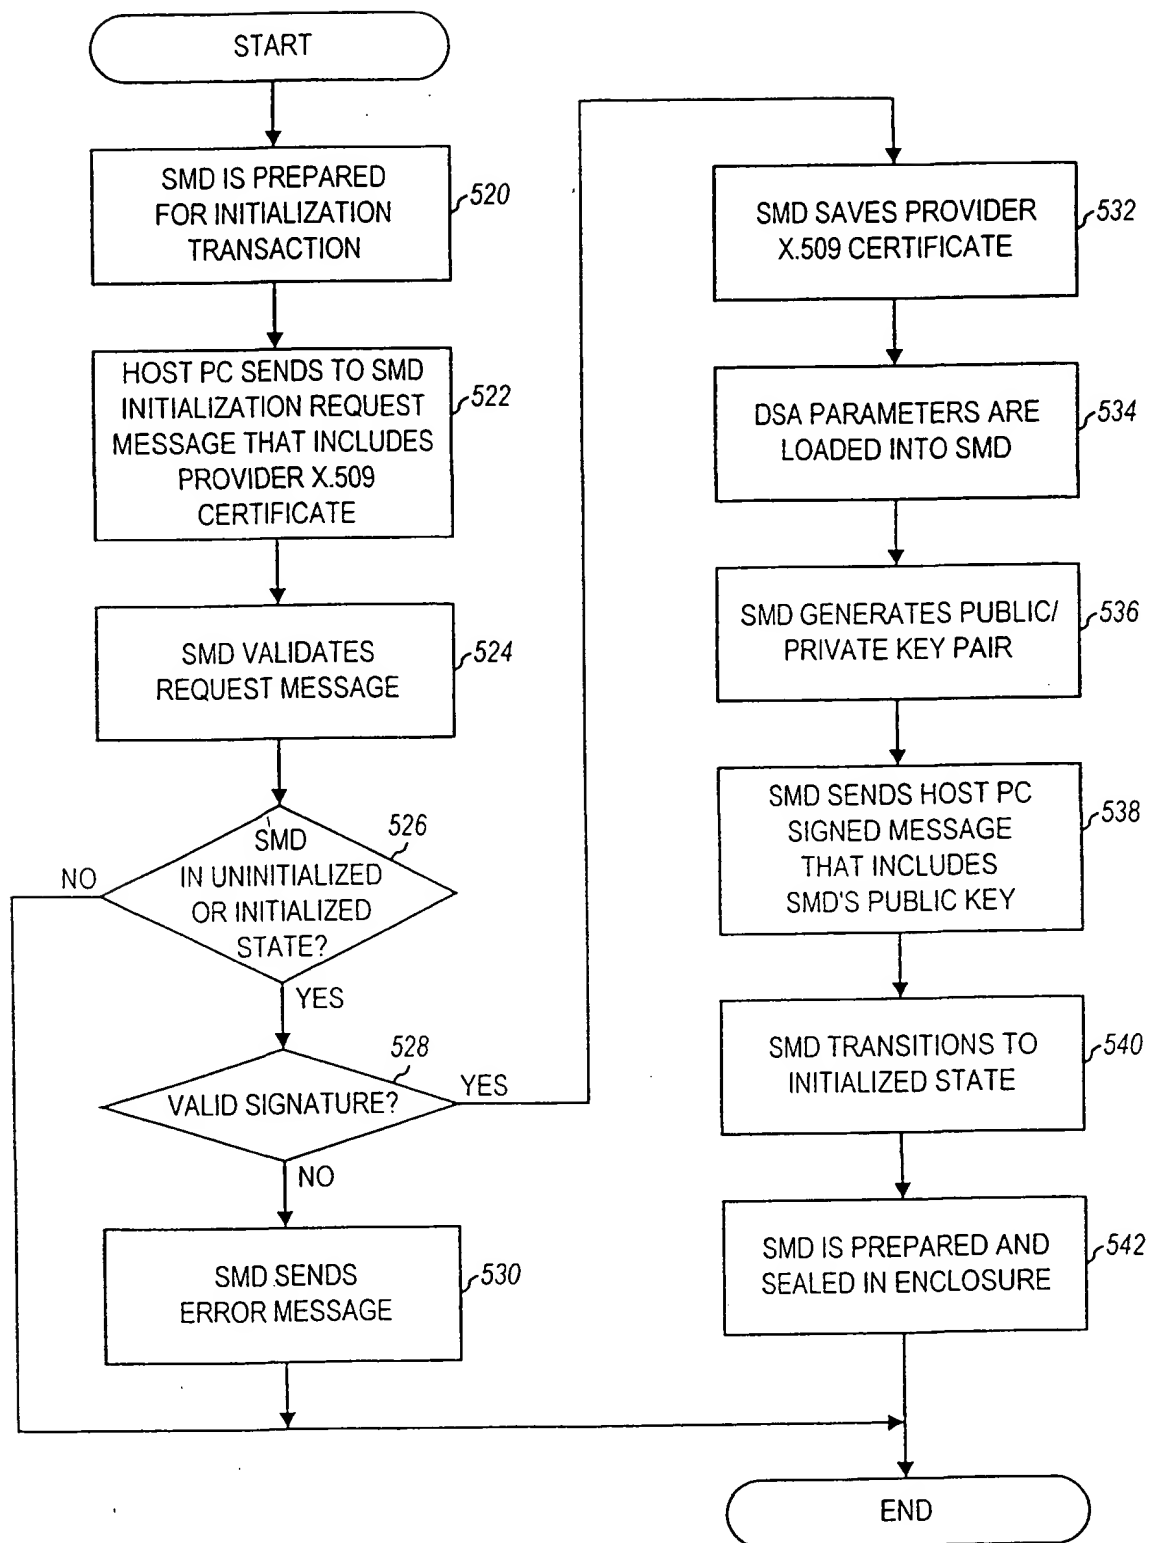 START
SMD IS PREPARED
FOR INITIALIZATION
TRANSACTION
520
HOST PC SENDS TO SMD
INITIALIZATION REQUEST
MESSAGE THAT INCLUDES
PROVIDER X.509
CERTIFICATE
522
SMD VALIDATES
REQUEST MESSAGE
524
SMD
IN UNINITIALIZED
OR INITIALIZED
STATE?
526
NO
YES
VALID SIGNATURE?
528
YES
NO
SMD SENDS
ERROR MESSAGE
530
SMD SAVES PROVIDER
X.509 CERTIFICATE
532
DSA PARAMETERS ARE
LOADED INTO SMD
534
SMD GENERATES PUBLIC/
PRIVATE KEY PAIR
536
SMD SENDS HOST PC
SIGNED MESSAGE
THAT INCLUDES
SMD'S PUBLIC KEY
538
SMD TRANSITIONS TO
INITIALIZED STATE
540
SMD IS PREPARED AND
SEALED IN ENCLOSURE
542
END